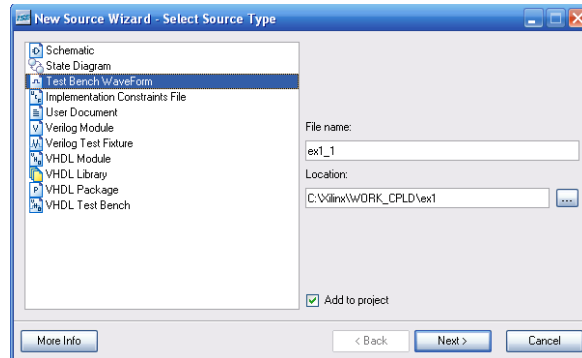 New Source Wizard - Select Source Type
Schematic
State Diagram
Test Bench WaveForm
Implementation Constraints File
User Document
Verilog Module
Verilog Test Fixture
VHDL Module
VHDL Library
VHDL Package
VHDL Test Bench
File name:
ex1_1
Location:
C:\Xilinx\WORK_CPLD\ex1
...
Add to project
More Info
< Back
Next >
Cancel